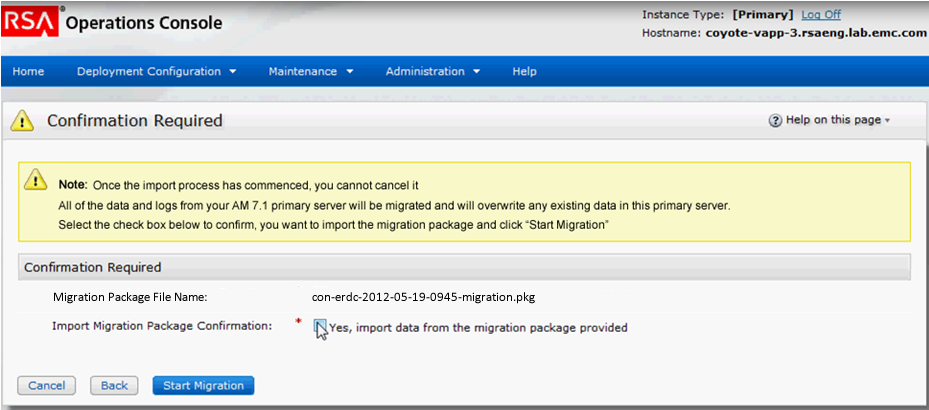 RSA® Operations Console
Instance Type: [Primary] Log Off
Hostname: coyote-vapp-3.rsaeng.lab.emc.com
Home Deployment Configuration Maintenance Administration Help
Confirmation Required
Help on this page
Note: Once the import process has commenced, you cannot cancel it
All of the data and logs from your AM 7.1 primary server will be migrated and will overwrite any existing data in this primary server.
Select the check box below to confirm, you want to import the migration package and click “Start Migration”
Confirmation Required
Migration Package File Name: con-erdc-2012-05-19-0945-migration.pkg
Import Migration Package Confirmation: * Yes, import data from the migration package provided
Cancel Back Start Migration